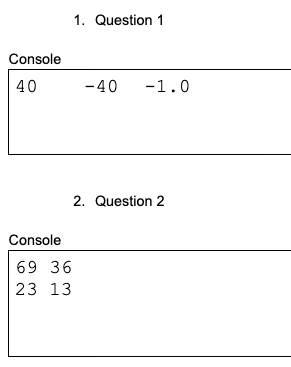 1. Question 1
Console
40    -40   -1.0
2. Question 2
Console
69 36
23 13